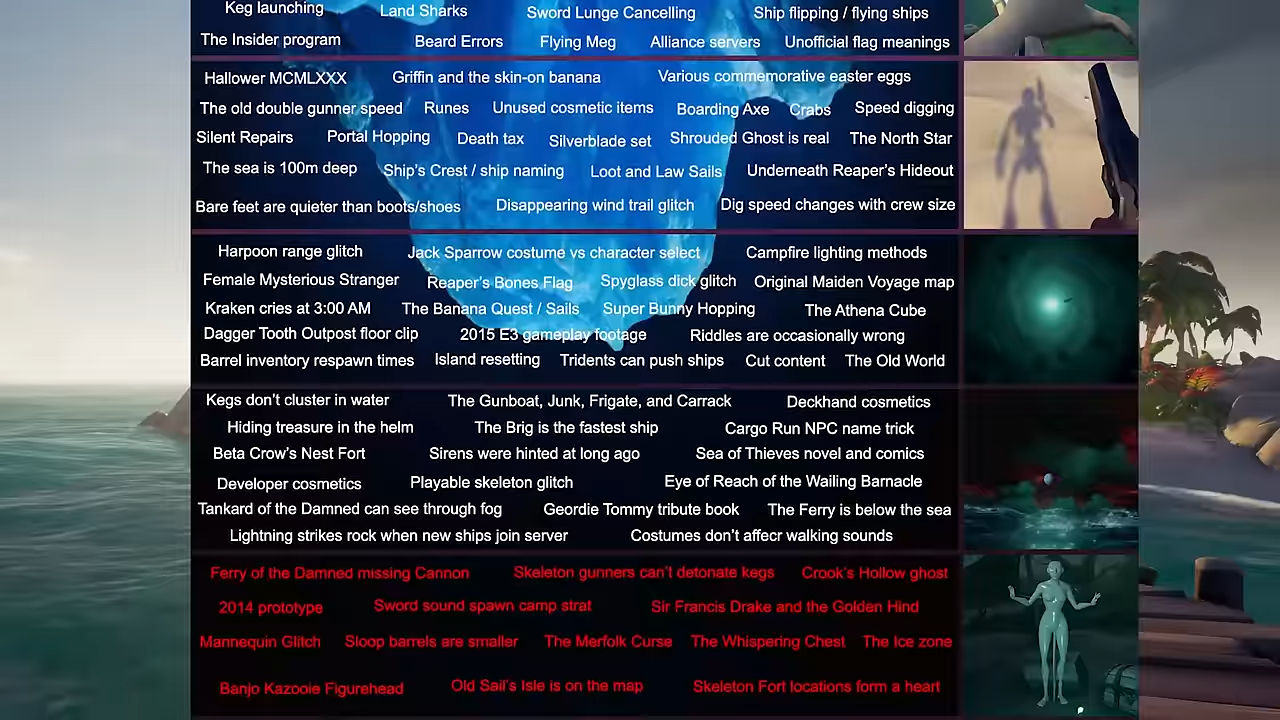 Keg launching Land Sharks Sword Lunge Cancelling Ship flipping / flying ships
The Insider program Beard Errors Flying Meg Alliance servers Unofficial flag meanings
Hallower MCMLXXX Griffin and the skin-on banana Various commemorative easter eggs
The old double gunner speed Runes Unused cosmetic items Boarding Axe Crabs Speed digging
Silent Repairs Portal Hopping Death tax Silverblade set Shrouded Ghost is real The North Star
The sea is 100m deep Ship's Crest / ship naming Loot and Law Sails Underneath Reaper's Hideout
Bare feet are quieter than boots/shoes Disappearing wind trail glitch Dig speed changes with crew size
Harpoon range glitch Jack Sparrow costume vs character select Campfire lighting methods
Female Mysterious Stranger Reaper's Bones Flag Spyglass dick glitch Original Maiden Voyage map
Kraken cries at 3:00 AM The Banana Quest / Sails Super Bunny Hopping The Athena Cube
Dagger Tooth Outpost floor clip 2015 E3 gameplay footage Riddles are occasionally wrong
Barrel inventory respawn times Island resetting Tridents can push ships Cut content The Old World
Kegs don't cluster in water The Gunboat, Junk, Frigate, and Carrack Deckhand cosmetics
Hiding treasure in the helm The Brig is the fastest ship Cargo Run NPC name trick
Beta Crow's Nest Fort Sirens were hinted at long ago Sea of Thieves novel and comics
Developer cosmetics Playable skeleton glitch Eye of Reach of the Wailing Barnacle
Tankard of the Damned can see through fog Geordie Tommy tribute book The Ferry is below the sea
Lightning strikes rock when new ships join server Costumes don't affecr walking sounds
Ferry of the Damned missing Cannon Skeleton gunners can't detonate kegs Crook's Hollow ghost
2014 prototype Sword sound spawn camp strat Sir Francis Drake and the Golden Hind
Mannequin Glitch Sloop barrels are smaller The Merfolk Curse The Whispering Chest The Ice zone
Banjo Kazooie Figurehead Old Sail's Isle is on the map Skeleton Fort locations form a heart